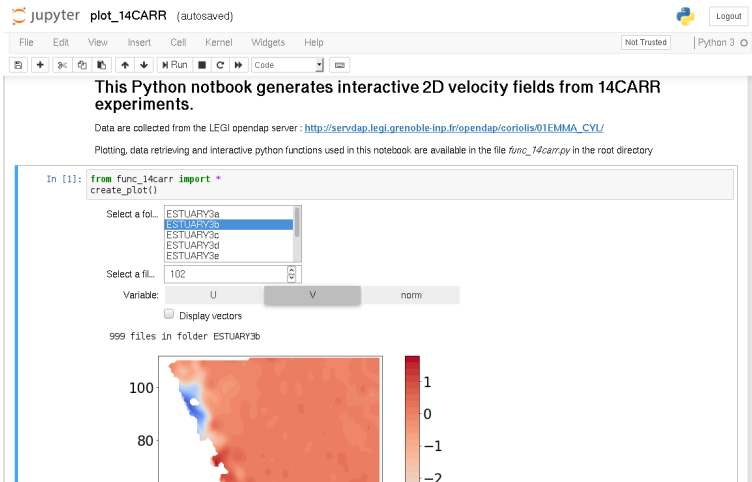 jupyter plot_14CARR (autosaved)
Logout
File Edit View Insert Cell Kernel Widgets Help
Not Trusted
Python 3
Run
Code
This Python notbook generates interactive 2D velocity fields from 14CARR
experiments.
Data are collected from the LEGI opendap server : http://servdap.legi.grenoble-inp.fr/opendap/coriolis/01EMMA_CYL/
Plotting, data retrieving and interactive python functions used in this notebook are available in the file func_14carr.py in the root directory
In [1]: from func_14carr import *
create_plot()
Select a fol...
ESTUARY3a
ESTUARY3b
ESTUARY3c
ESTUARY3d
ESTUARY3e
Select a fil... 102
Variable: U V norm
Display vectors
999 files in folder ESTUARY3b
100
80
1
0
−1
−2